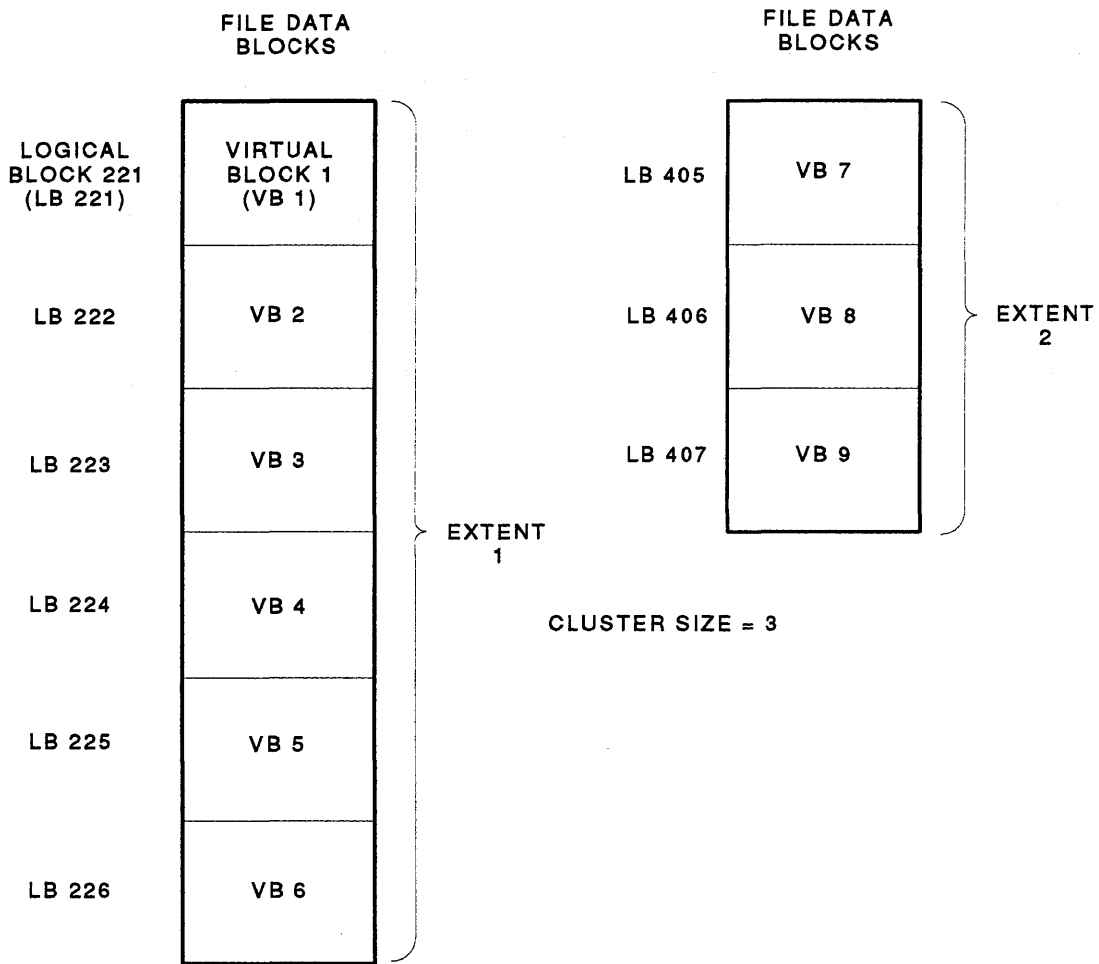 FILE DATA
BLOCKS
LOGICAL
BLOCK 221
(LB 221)
VIRTUAL
BLOCK 1
(VB 1)
LB 222
VB 2
LB 223
VB 3
LB 224
VB 4
LB 225
VB 5
LB 226
VB 6
EXTENT
1
FILE DATA
BLOCKS
LB 405
VB 7
LB 406
VB 8
LB 407
VB 9
EXTENT
2
CLUSTER SIZE = 3